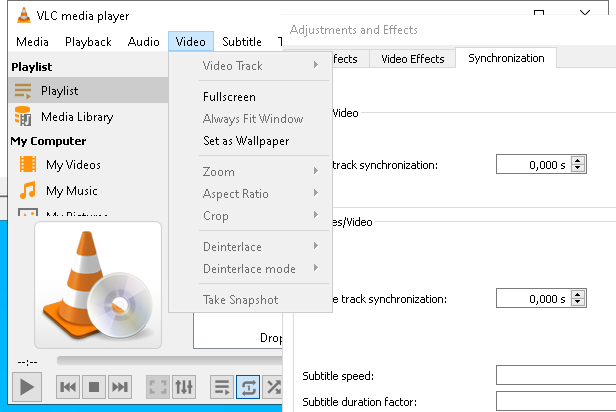 VLC media player
Media Playback Audio Video Subtitle T
Playlist
Playlist
Media Library
My Computer
My Videos
My Music
My Pictures
--:--
Video Track
Fullscreen
Always Fit Window
Set as Wallpaper
Zoom
Aspect Ratio
Crop
Deinterlace
Deinterlace mode
Take Snapshot
Drop
Adjustments and Effects
ffects Video Effects Synchronization
/Video
track synchronization: 0,000 s
es/Video
e track synchronization: 0,000 s
Subtitle speed:
Subtitle duration factor: